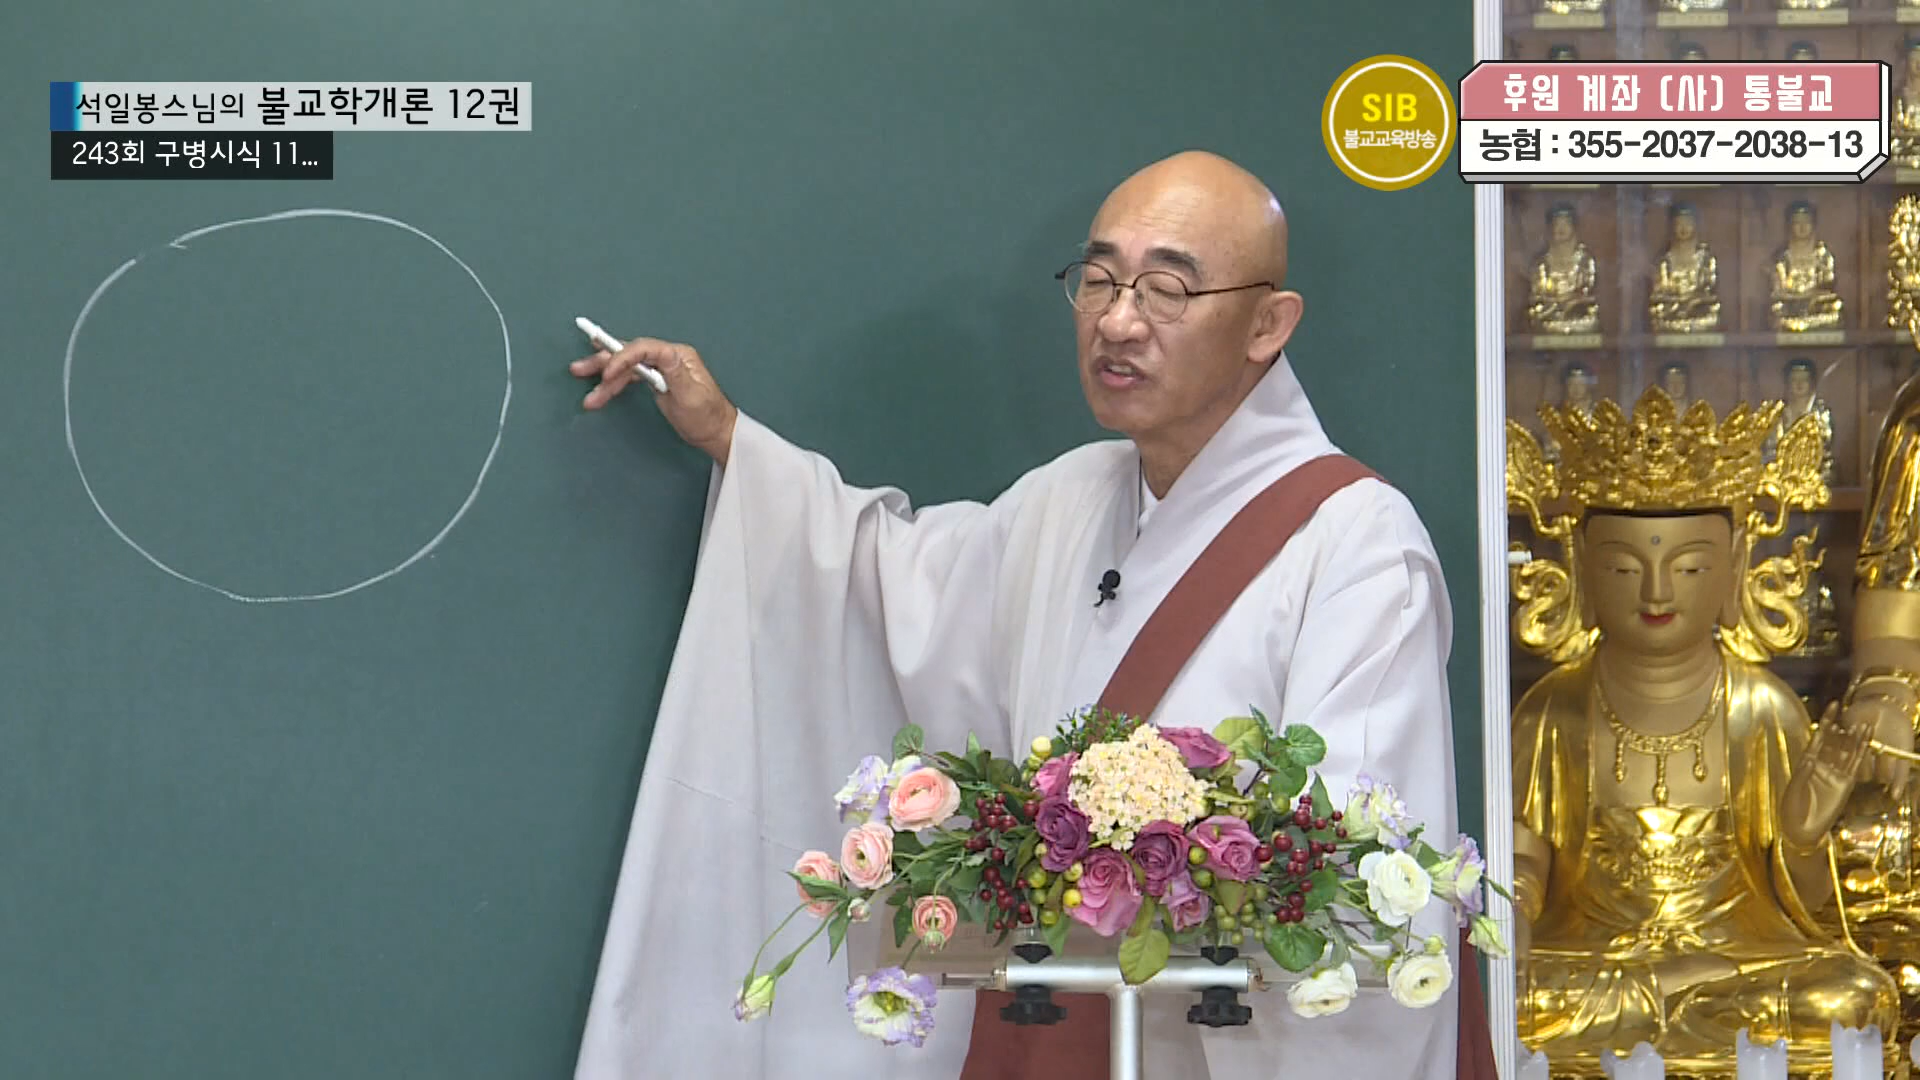 석일봉스님의 불교학개론 12권
243회 구병시식 11...
SIB
불교교육방송
후원 계좌 (사) 통불교
농협 : 355-2037-2038-13